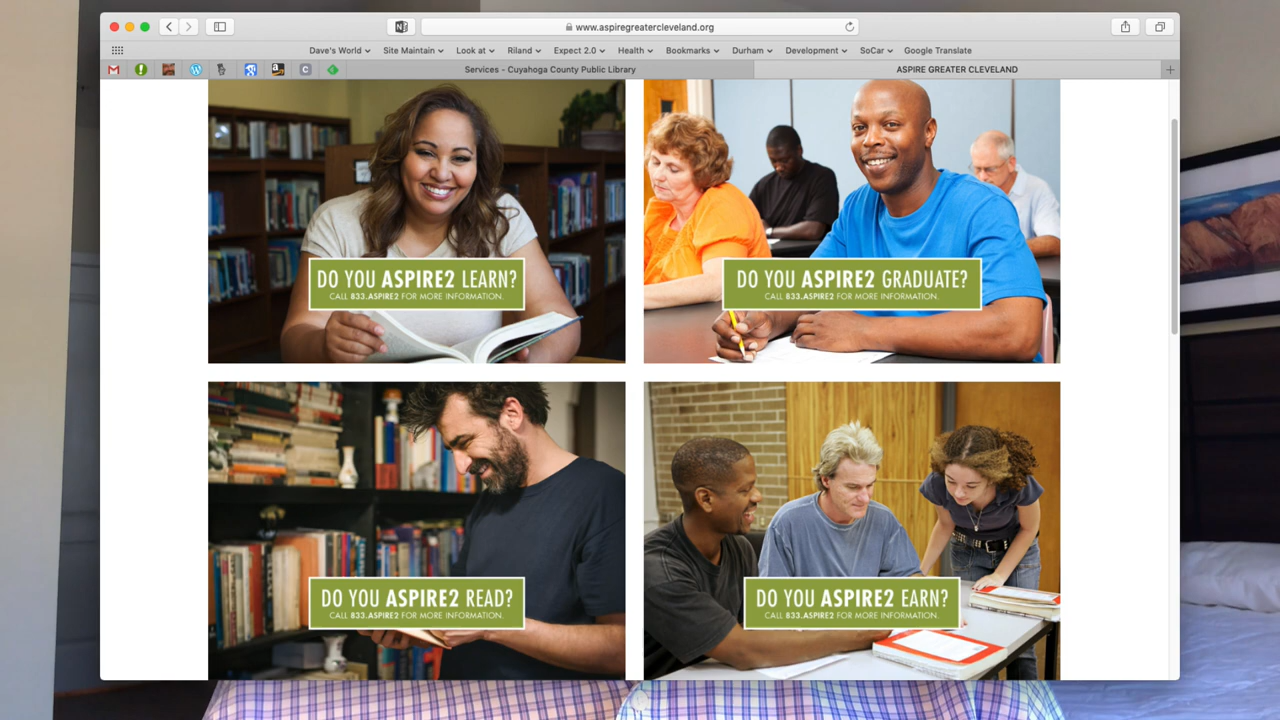 www.aspiregreatercleveland.org
Dave's World Site Maintain Look at Riland Expect 2.0 Health Bookmarks Durham Development SoCar Google Translate
Services - Cuyahoga County Public Library ASPIRE GREATER CLEVELAND
DO YOU ASPIRE2 LEARN?
CALL 833.ASPIRE2 FOR MORE INFORMATION.
DO YOU ASPIRE2 GRADUATE?
CALL 833.ASPIRE2 FOR MORE INFORMATION.
DO YOU ASPIRE2 READ?
CALL 833.ASPIRE2 FOR MORE INFORMATION.
DO YOU ASPIRE2 EARN?
CALL 833.ASPIRE2 FOR MORE INFORMATION.